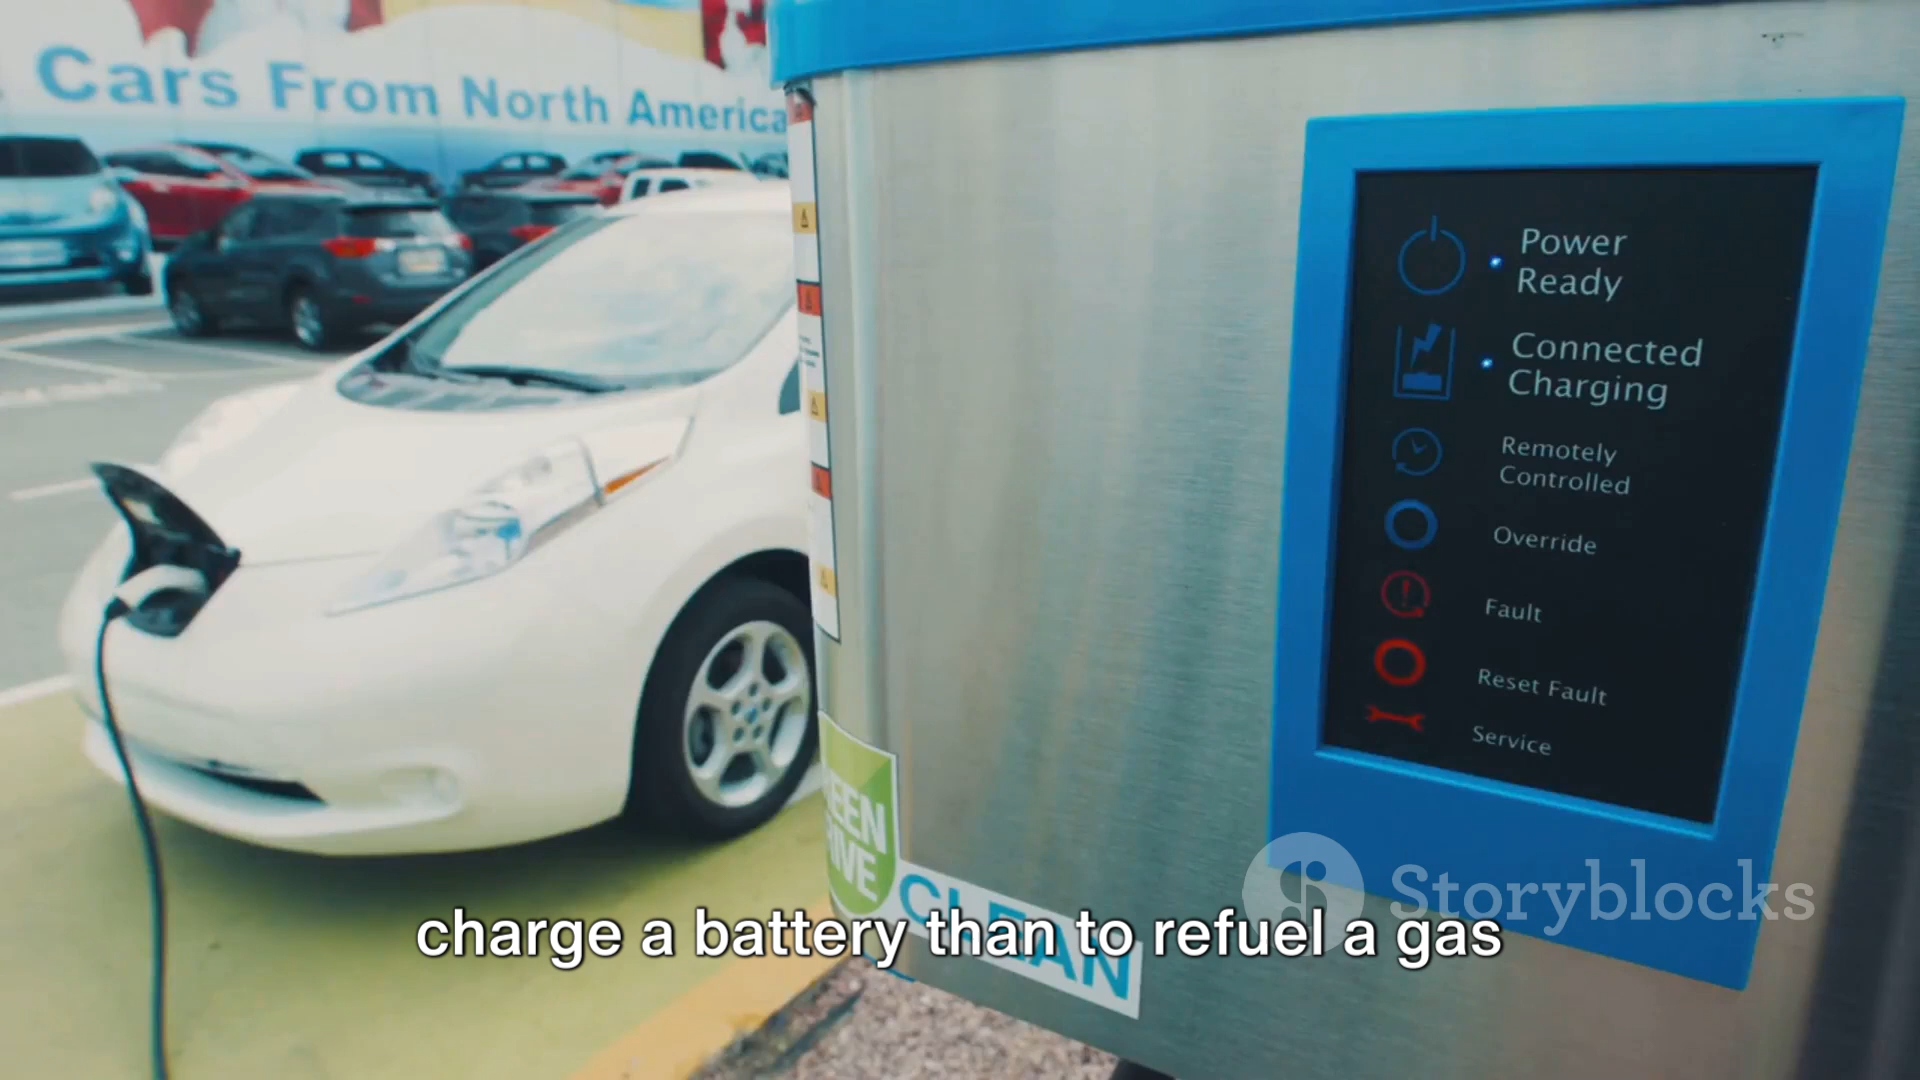 Cars From North America
Power
Ready
Connected
Charging
Remotely
Controlled
Override
Fault
Reset Fault
Service
CLEAN
Storyblocks
charge a battery than to refuel a gas